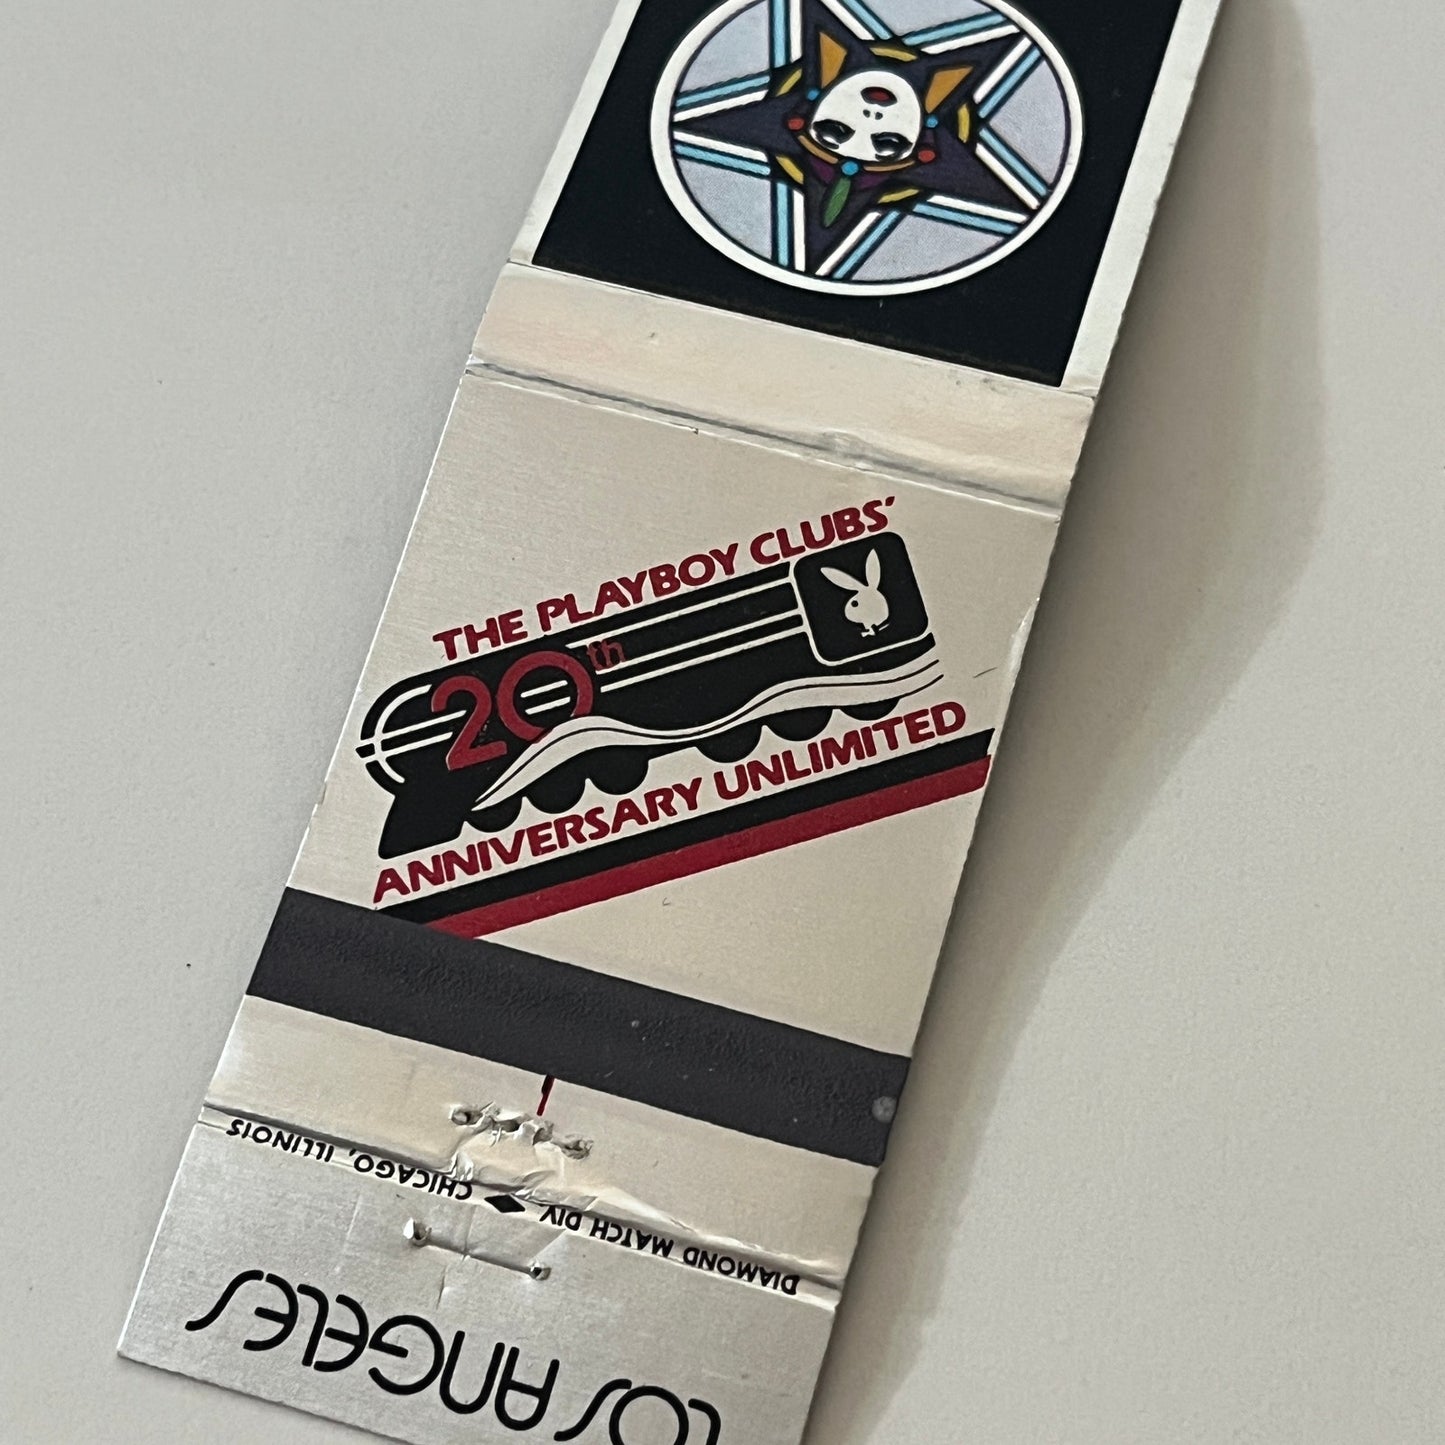 THE PLAYBOY CLUBS'
20th
ANNIVERSARY UNLIMITED
DIAMOND MATCH DIV. ♦ CHICAGO, ILLINOIS
LOS ANGELES